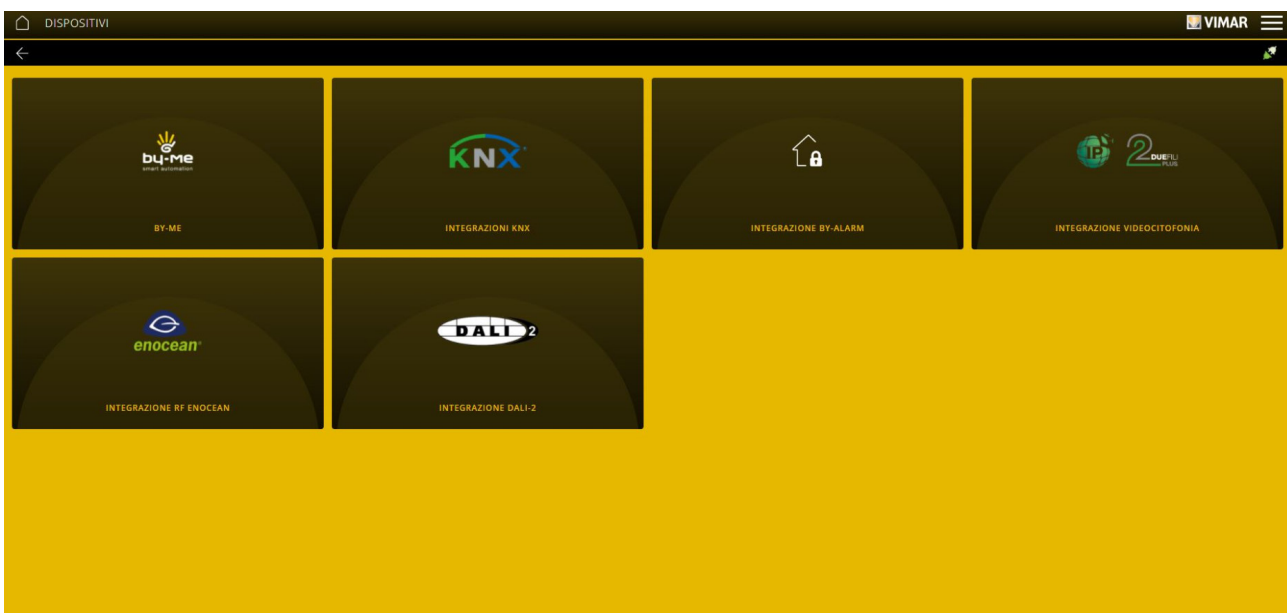 DISPOSITIVI
VIMAR
by-me
smart automation
BY-ME
KNX
INTEGRAZIONI KNX
INTEGRAZIONE BY-ALARM
IP
2 DUEFILI
PLUS
INTEGRAZIONE VIDEOCITOFONIA
enocean®
INTEGRAZIONE RF ENOCEAN
DALI 2
INTEGRAZIONE DALI-2